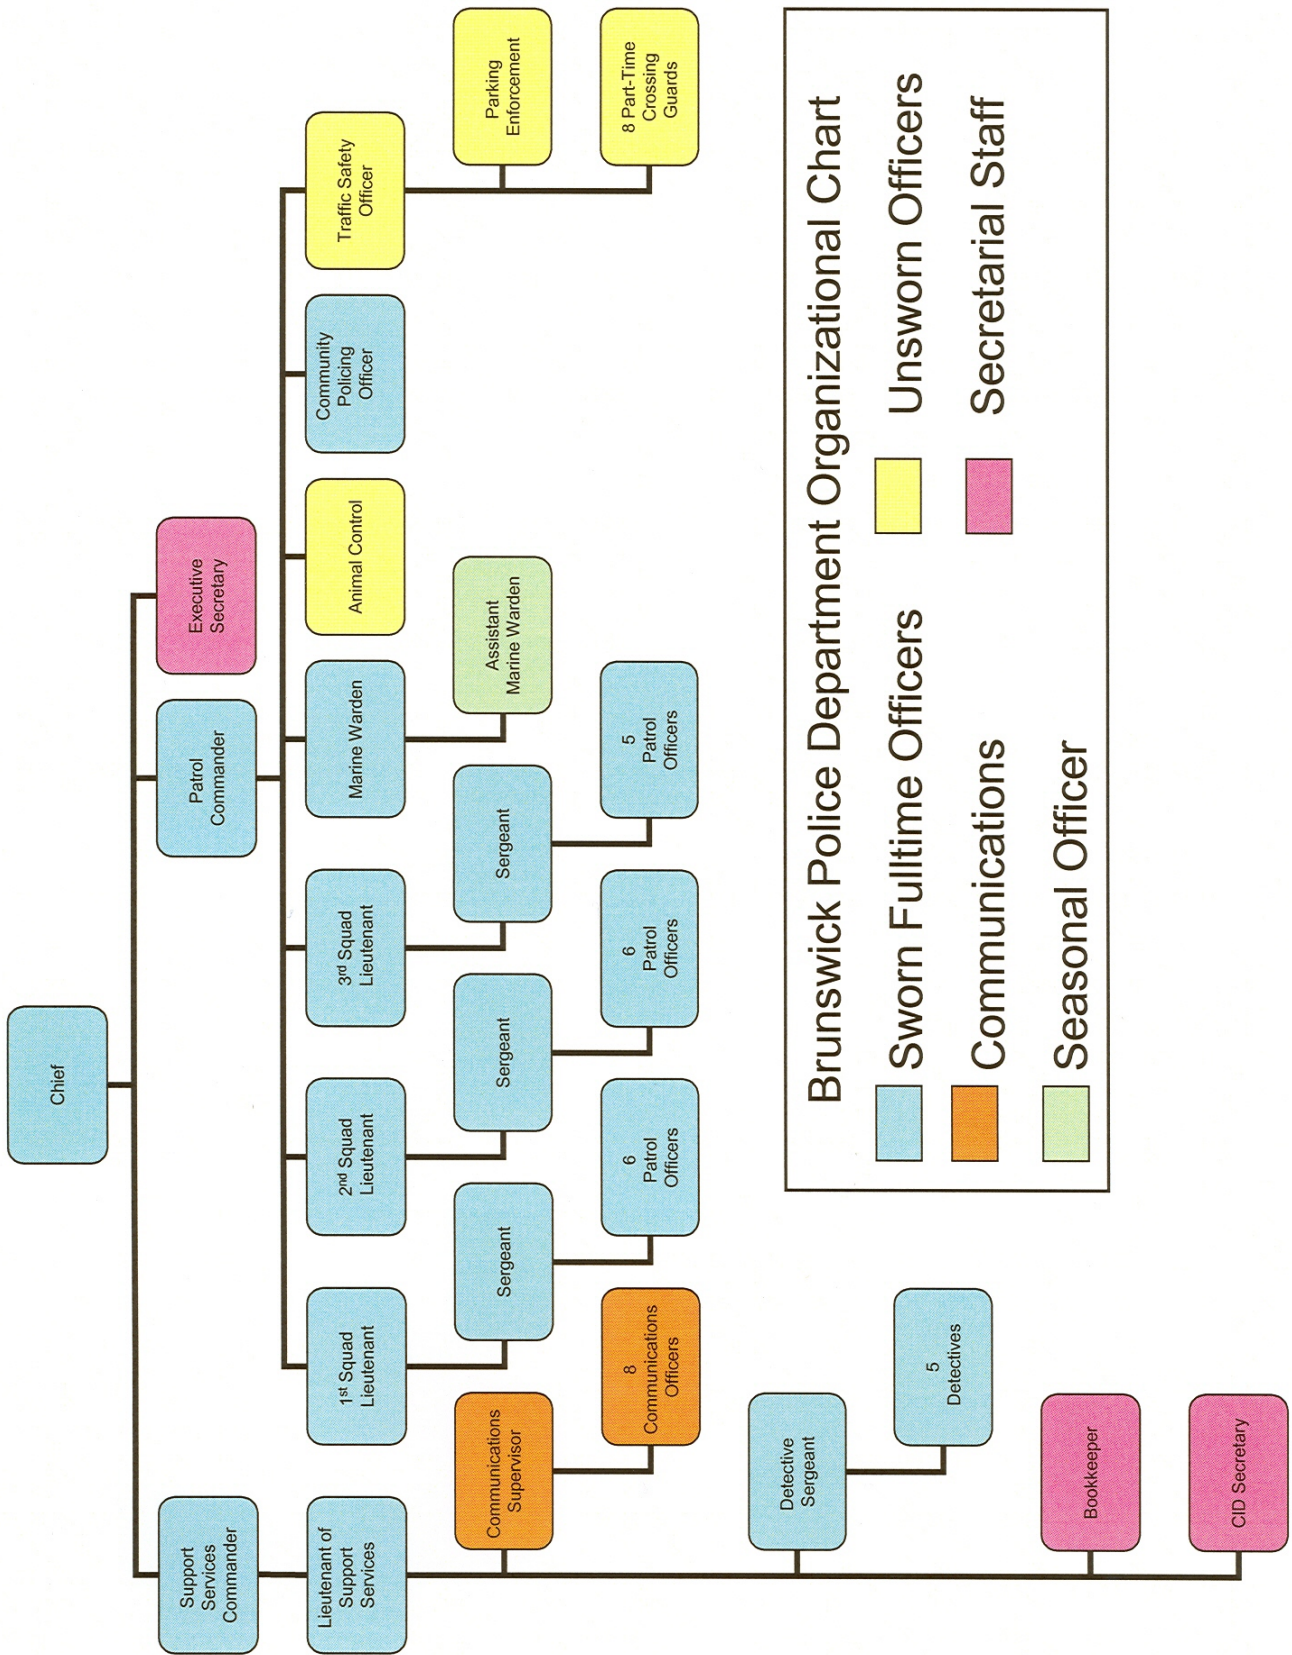 Chief
Support
Services
Commander
Patrol
Commander
Executive
Secretary
Lieutenant of
Support
Services
1st Squad
Lieutenant
2nd Squad
Lieutenant
3rd Squad
Lieutenant
Marine Warden
Animal Control
Community
Policing
Officer
Traffic Safety
Officer
Communications
Supervisor
Sergeant
Sergeant
Sergeant
Assistant
Marine Warden
Parking
Enforcement
8
Communications
Officers
6
Patrol
Officers
6
Patrol
Officers
5
Patrol
Officers
8 Part-Time
Crossing
Guards
Detective
Sergeant
5
Detectives
Bookkeeper
CID Secretary
Brunswick Police Department Organizational Chart
Sworn Fulltime Officers
Unsworn Officers
Communications
Secretarial Staff
Seasonal Officer